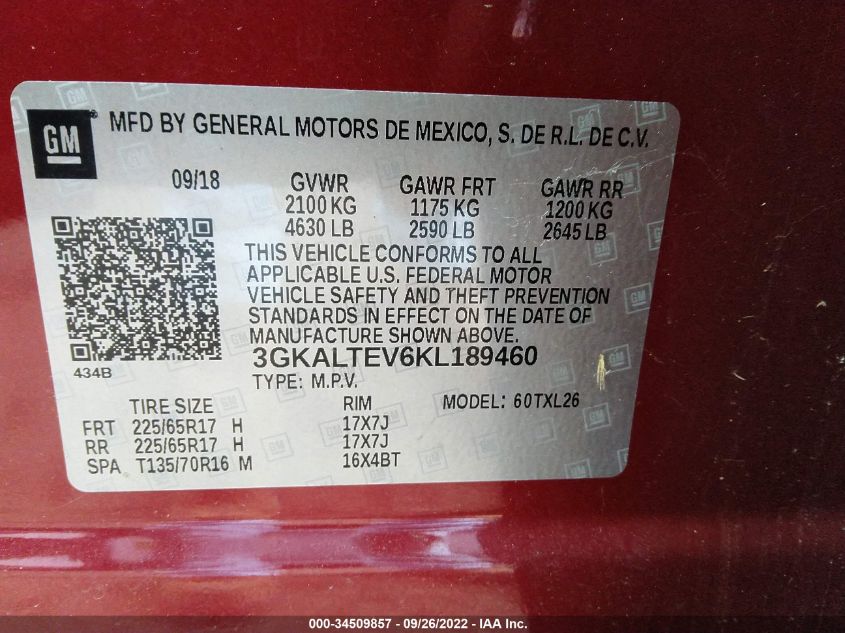 GM
MFD BY GENERAL MOTORS DE MEXICO, S. DE R.L. DE C.V.
09/18 GVWR GAWR FRT GAWR RR
2100 KG 1175 KG 1200 KG
4630 LB 2590 LB 2645 LB
THIS VEHICLE CONFORMS TO ALL
APPLICABLE U.S. FEDERAL MOTOR
VEHICLE SAFETY AND THEFT PREVENTION
STANDARDS IN EFFECT ON THE DATE OF
MANUFACTURE SHOWN ABOVE.
434B
3GKALTEV6KL189460
TYPE: M.P.V.
TIRE SIZE RIM MODEL: 60TXL26
FRT 225/65R17 H 17X7J
RR 225/65R17 H 17X7J
SPA T135/70R16 M 16X4BT
000-34509857 - 09/26/2022 - IAA Inc.